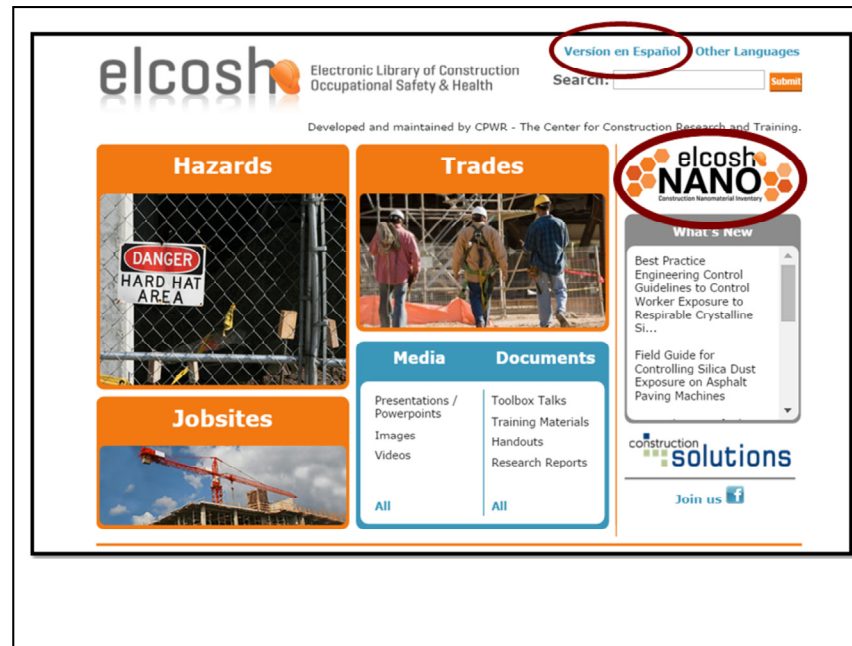 Version en Español Other Languages
elcosh Electronic Library of Construction
Occupational Safety & Health
Search: Submit
Developed and maintained by CPWR - The Center for Construction Research and Training.
Hazards
DANGER
HARD HAT
AREA
Trades
elcosh
NANO
Construction Nanomaterial Inventory
What's New
Best Practice
Engineering Control
Guidelines to Control
Worker Exposure to
Respirable Crystalline
Si...
Field Guide for
Controlling Silica Dust
Exposure on Asphalt
Paving Machines
Media Documents
Presentations /
Powerpoints
Images
Videos
All
Toolbox Talks
Training Materials
Handouts
Research Reports
All
Jobsites
construction
solutions
Join us f